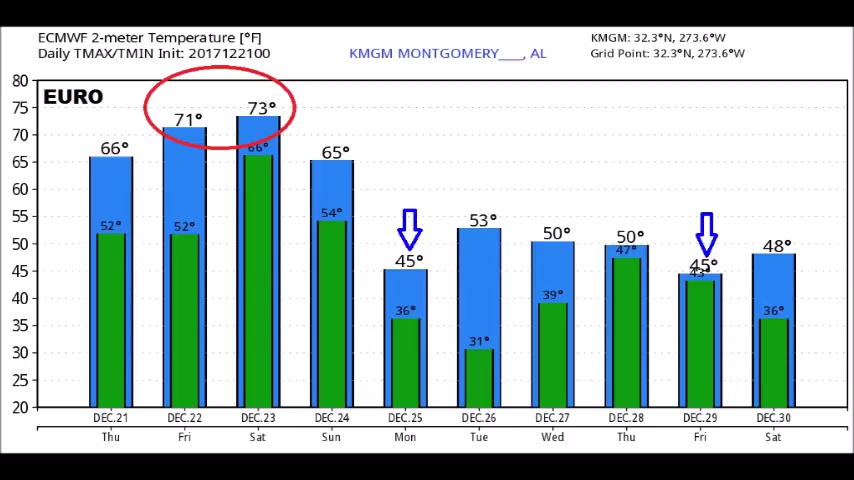 ECMWF 2-meter Temperature [°F]
Daily TMAX/TMIN Init: 2017122100
KMGM MONTGOMERY___, AL
KMGM: 32.3°N, 273.6°W
Grid Point: 32.3°N, 273.6°W
EURO
80
75
70
65
60
55
50
45
40
35
30
25
20
66° 71° 73° 65° 45° 53° 50° 50° 45° 48°
52° 52° 66° 54° 36° 31° 39° 47° 43° 36°
DEC.21 DEC.22 DEC.23 DEC.24 DEC.25 DEC.26 DEC.27 DEC.28 DEC.29 DEC.30
Thu Fri Sat Sun Mon Tue Wed Thu Fri Sat